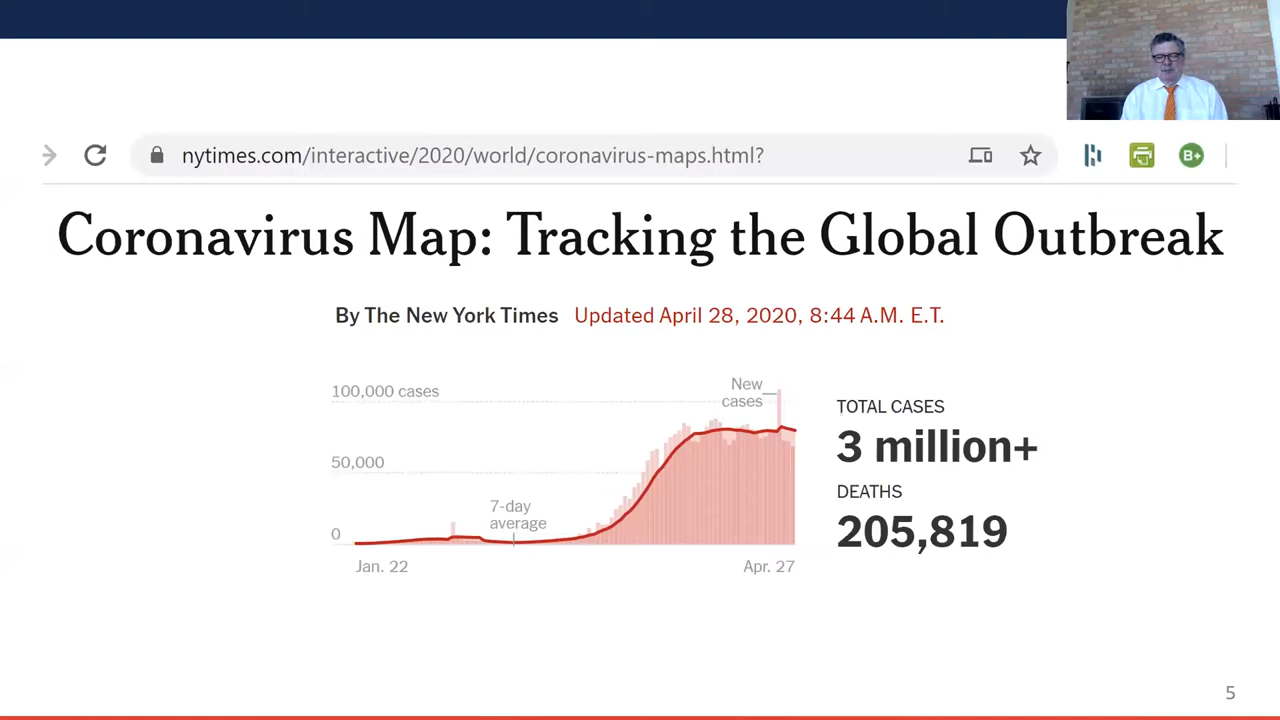 nytimes.com/interactive/2020/world/coronavirus-maps.html?
B+
Coronavirus Map: Tracking the Global Outbreak
By The New York Times Updated April 28, 2020, 8:44 A.M. E.T.
100,000 cases
New
cases
50,000
7-day
average
0
Jan. 22
Apr. 27
TOTAL CASES
3 million+
DEATHS
205,819
5